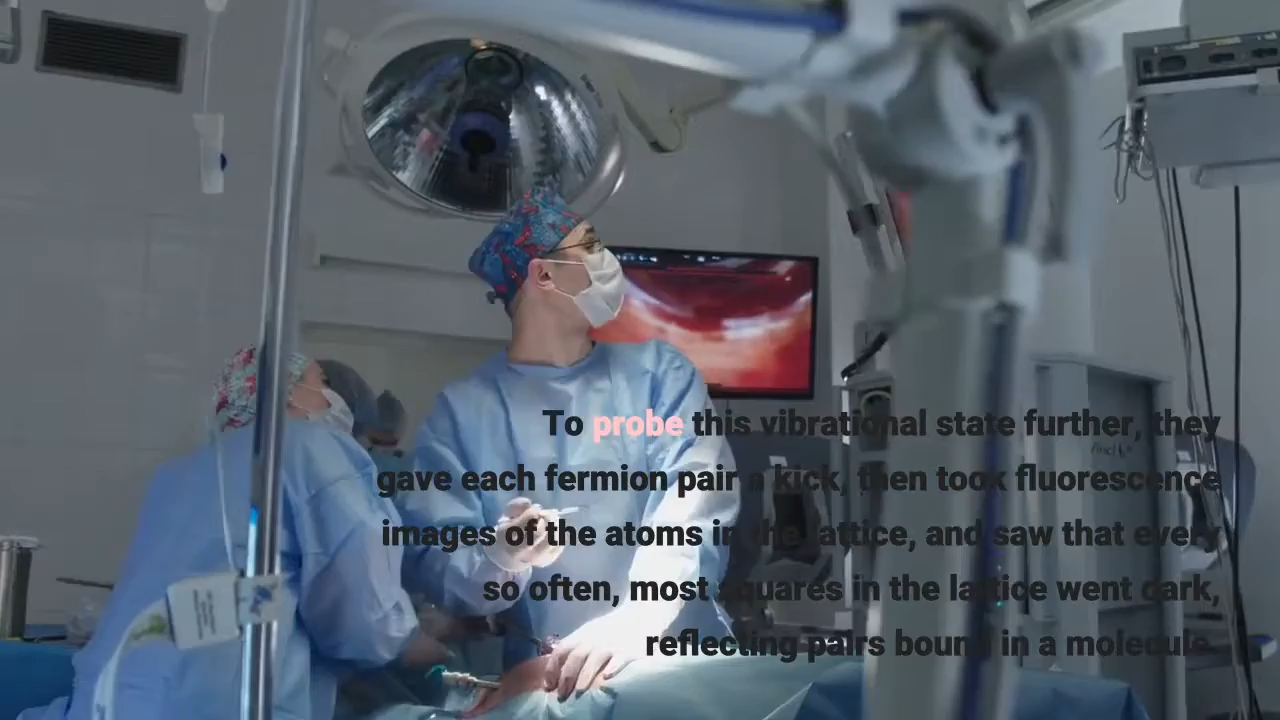 To probe this vibrational state further, they
gave each fermion pair a kick, then took fluorescence
images of the atoms in the lattice, and saw that every
so often, most squares in the lattice went dark,
reflecting pairs bound in a molecule.